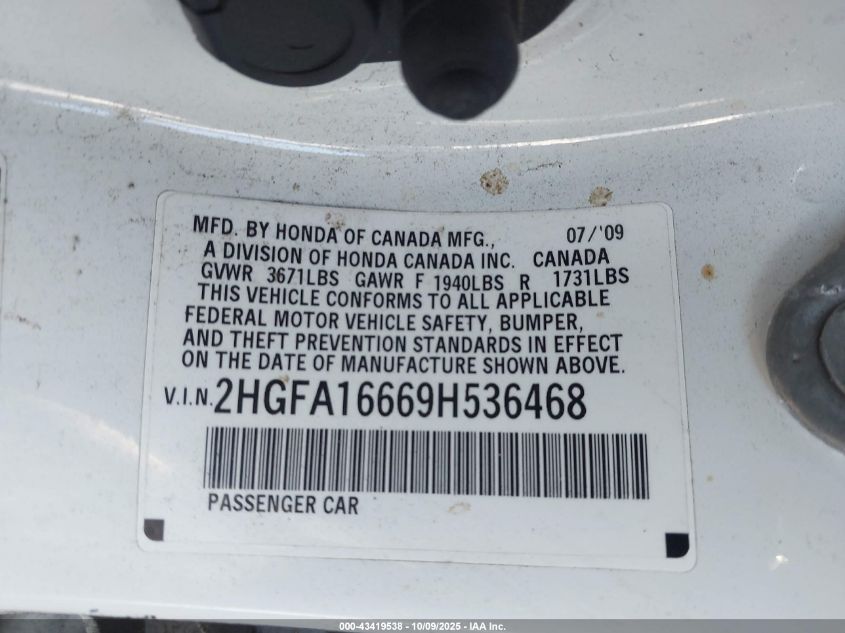 MFD. BY HONDA OF CANADA MFG., 07/'09
A DIVISION OF HONDA CANADA INC. CANADA
GVWR 3671LBS GAWR F 1940LBS R 1731LBS
THIS VEHICLE CONFORMS TO ALL APPLICABLE
FEDERAL MOTOR VEHICLE SAFETY, BUMPER,
AND THEFT PREVENTION STANDARDS IN EFFECT
ON THE DATE OF MANUFACTURE SHOWN ABOVE.
V.I.N. 2HGFA16669H536468
PASSENGER CAR
000-43419538 - 10/09/2025 - IAA Inc.